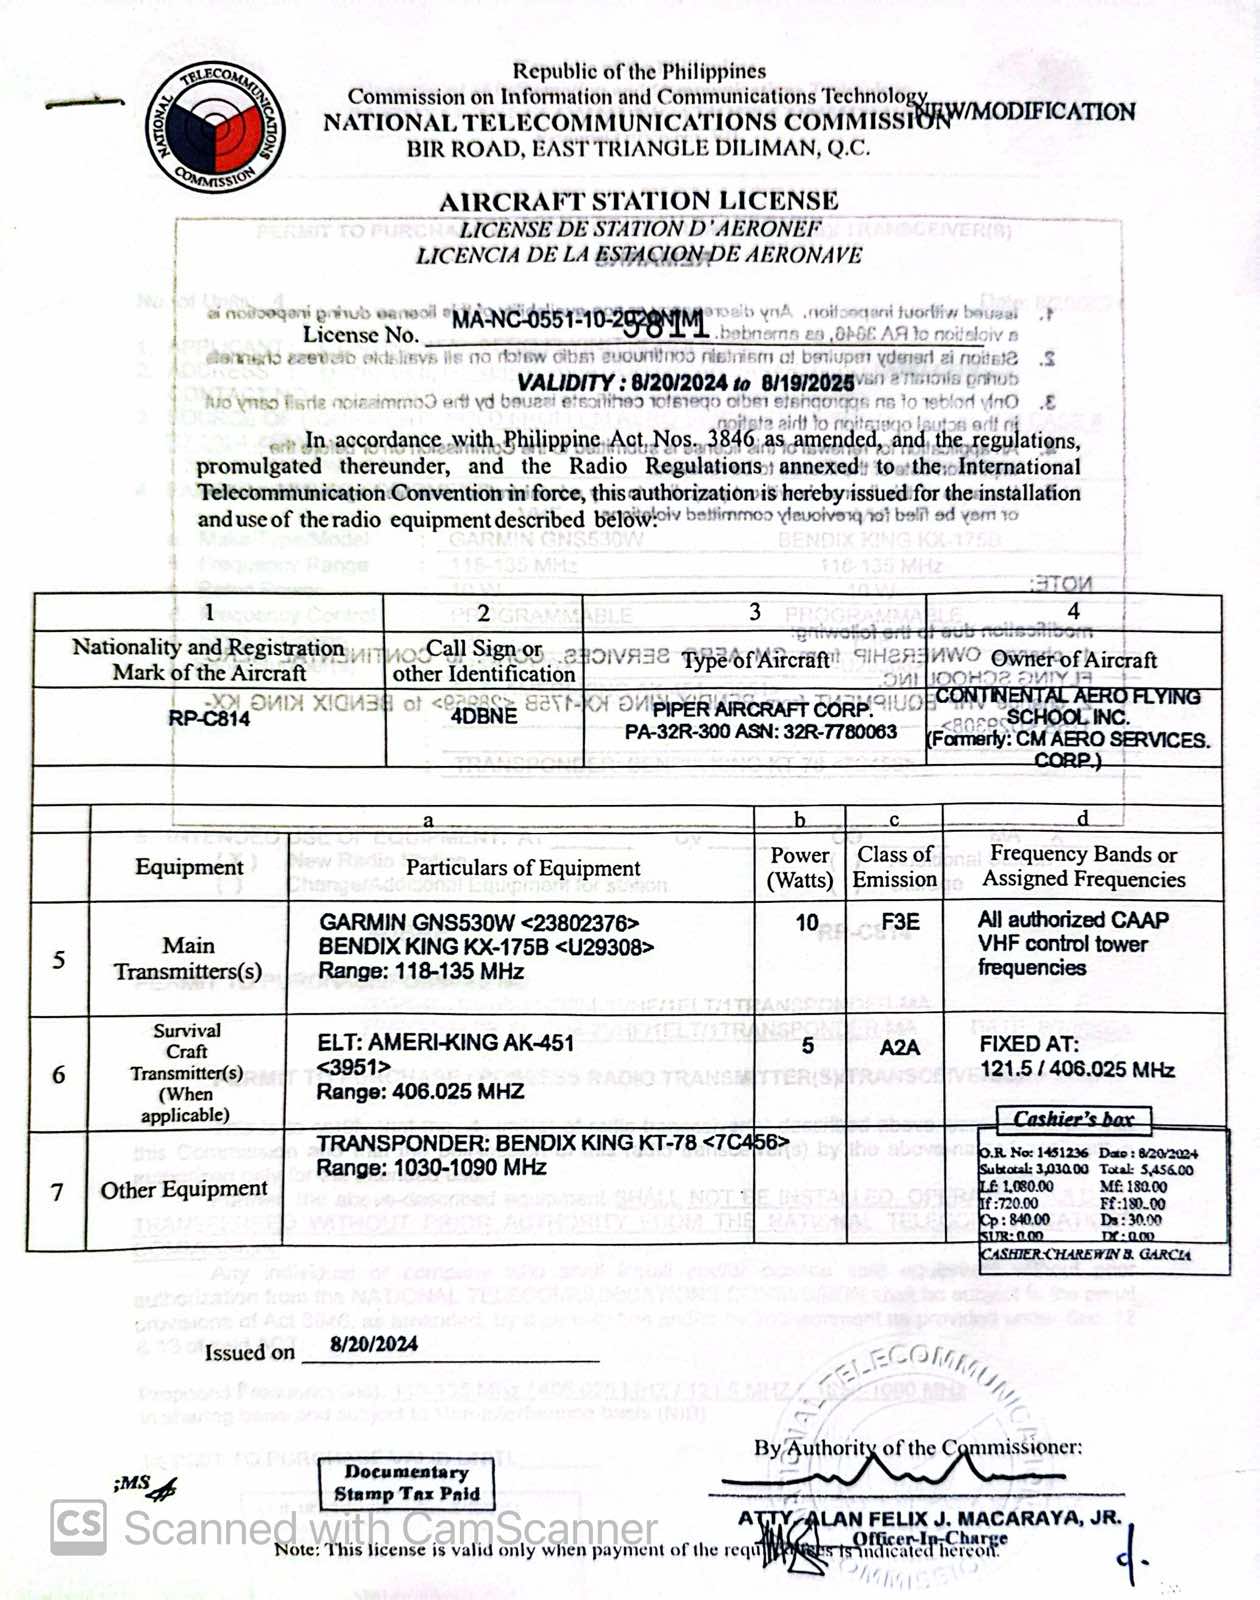 Republic of the Philippines
Commission on Information and Communications Technology
NEW/MODIFICATION
NATIONAL TELECOMMUNICATIONS COMMISSION
BIR ROAD, EAST TRIANGLE DILIMAN, Q.C.
NATIONAL TELECOMMUNICATIONS COMMISSION
AIRCRAFT STATION LICENSE
LICENSE DE STATION D'AERONEF
LICENCIA DE LA ESTACION DE AERONAVE
License No. MA-NC-0551-10-
VALIDITY : 8/20/2024 to 8/19/2025
In accordance with Philippine Act Nos. 3846 as amended, and the regulations,
promulgated thereunder, and the Radio Regulations annexed to the International
Telecommunication Convention in force, this authorization is hereby issued for the installation
and use of the radio equipment described below:
1 2 3 4
Nationality and Registration Mark of the Aircraft
Call Sign or other Identification
Type of Aircraft
Owner of Aircraft
RP-C814
4DBNE
PIPER AIRCRAFT CORP.
PA-32R-300 ASN: 32R-7780063
CONTINENTAL AERO FLYING
SCHOOL INC.
(Formerly: CM AERO SERVICES.
CORP.)
a b c d
Equipment
Particulars of Equipment
Power
(Watts)
Class of
Emission
Frequency Bands or
Assigned Frequencies
5
Main
Transmitters(s)
GARMIN GNS530W <23802376>
BENDIX KING KX-175B <U29308>
Range: 118-135 MHz
10
F3E
All authorized CAAP
VHF control tower
frequencies
6
Survival
Craft
Transmitter(s)
(When
applicable)
ELT: AMERI-KING AK-451
<3951>
Range: 406.025 MHZ
5
A2A
FIXED AT:
121.5 / 406.025 MHz
7
Other Equipment
TRANSPONDER: BENDIX KING KT-78 <7C456>
Range: 1030-1090 MHz
Cashier's box
O.R. No: 1451236 Date : 8/20/2024
Subtotal: 3,030.00 Total: 5,456.00
Lf: 1,080.00 Mf: 180.00
If :720.00 Ff :180..00
Cp : 840.00 Ds : 30.00
SUR: 0.00 Df : 0.00
CASHIER:CHAREWIN B. GARCIA
Issued on 8/20/2024
By Authority of the Commissioner:
;MS
Documentary
Stamp Tax Paid
ATTY. ALAN FELIX J. MACARAYA, JR.
Officer-In-Charge
CS Scanned with CamScanner
Note: This license is valid only when payment of the is indicated hereon.